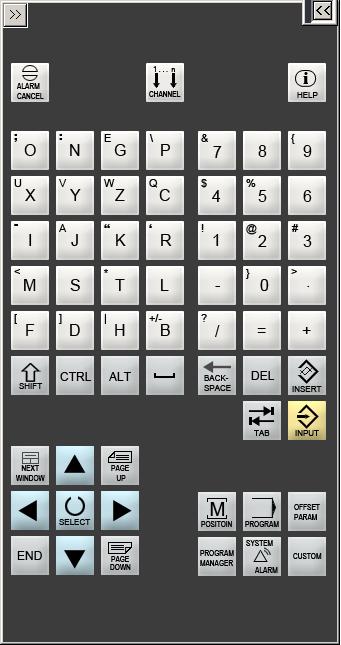 >>
<<
ALARM
CANCEL
1... n
CHANNEL
HELP
; O : N E G \ P & 7 8 { 9
U X V Y W Z Q C $ 4 % 5 6
I A J “ K ‘ R ! 1 @ 2 # 3
< M S * T L - } 0 > .
[ F ] D | H +/- B ? / = +
SHIFT CTRL ALT BACK-
SPACE DEL INSERT
TAB INPUT
NEXT
WINDOW
PAGE
UP
SELECT
POSITOIN PROGRAM OFFSET
PARAM
END PAGE
DOWN
PROGRAM
MANAGER SYSTEM
ALARM CUSTOM